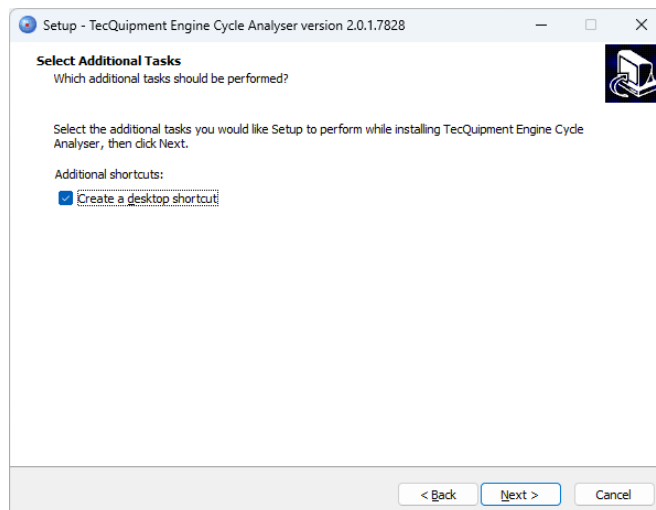 Setup - TecQuipment Engine Cycle Analyser version 2.0.1.7828
Select Additional Tasks
Which additional tasks should be performed?
Select the additional tasks you would like Setup to perform while installing TecQuipment Engine Cycle
Analyser, then click Next.
Additional shortcuts:
Create a desktop shortcut
< Back
Next >
Cancel